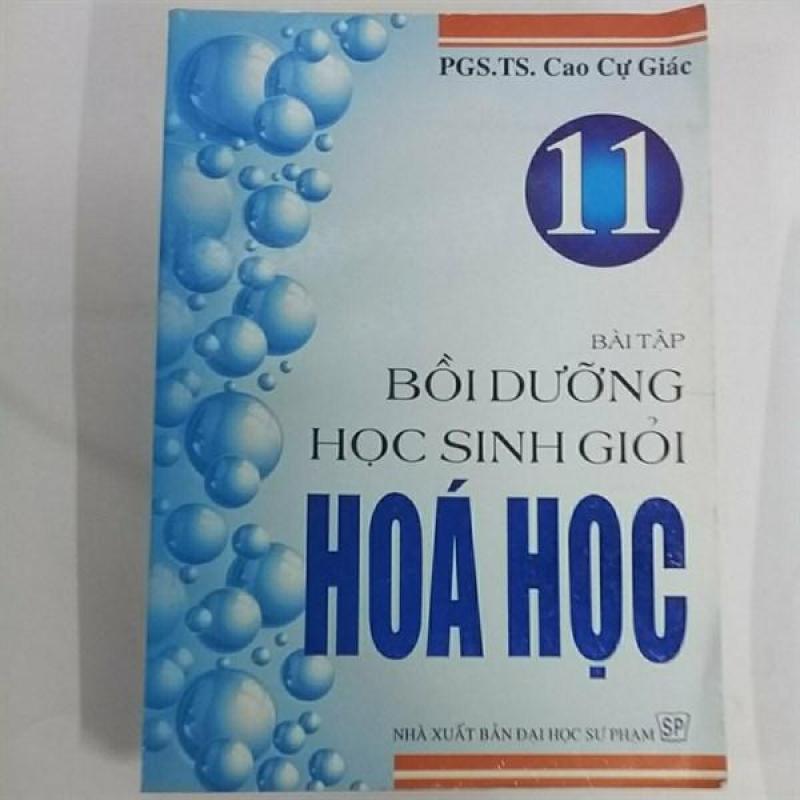 PGS.TS. Cao Cự Giác
11
BÀI TẬP
BỒI DƯỠNG
HỌC SINH GIỎI
HOÁ HỌC
NHÀ XUẤT BẢN ĐẠI HỌC SƯ PHẠM SP